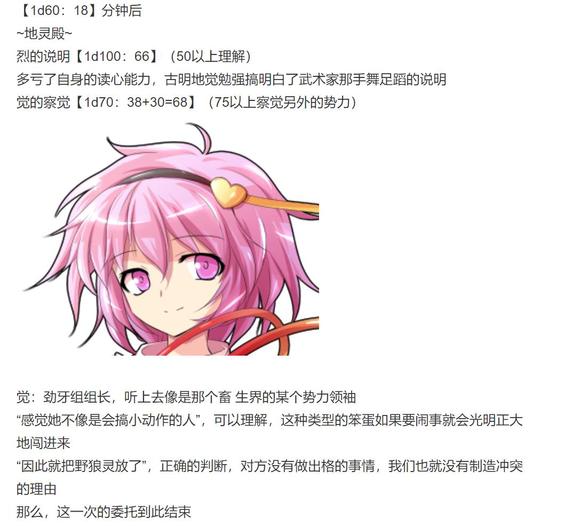 【1d60：18】分钟后
~地灵殿~
烈的说明【1d100：66】（50以上理解）
多亏了自身的读心能力，古明地觉勉强搞明白了武术家那手舞足蹈的说明
觉的察觉【1d70：38+30=68】（75以上察觉另外的势力）
觉：劲牙组组长，听上去像是那个畜 生界的某个势力领袖
“感觉她不像是会搞小动作的人”，可以理解，这种类型的笨蛋如果要闹事就会光明正大
地闯进来
“因此就把野狼灵放了”，正确的判断，对方没有做出格的事情，我们也就没有制造冲突
的理由
那么，这一次的委托到此结束